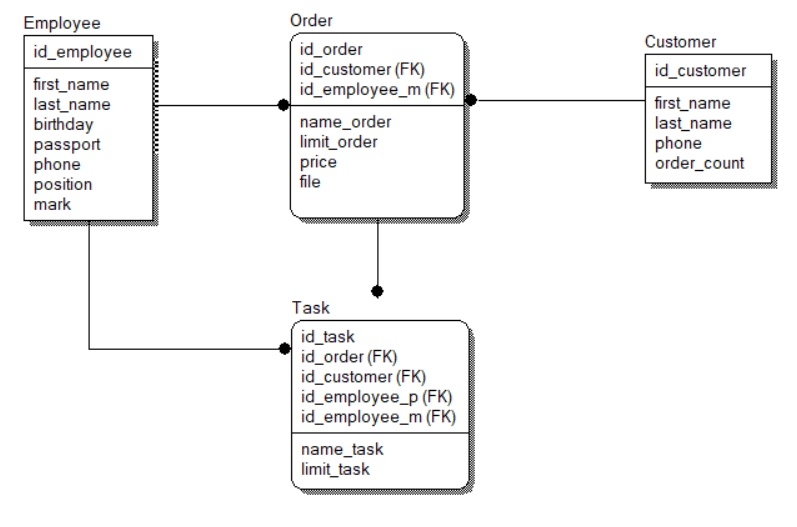 Employee
id_employee
first_name
last_name
birthday
passport
phone
position
mark
Order
id_order
id_customer (FK)
id_employee_m (FK)
name_order
limit_order
price
file
Customer
id_customer
first_name
last_name
phone
order_count
Task
id_task
id_order (FK)
id_customer (FK)
id_employee_p (FK)
id_employee_m (FK)
name_task
limit_task